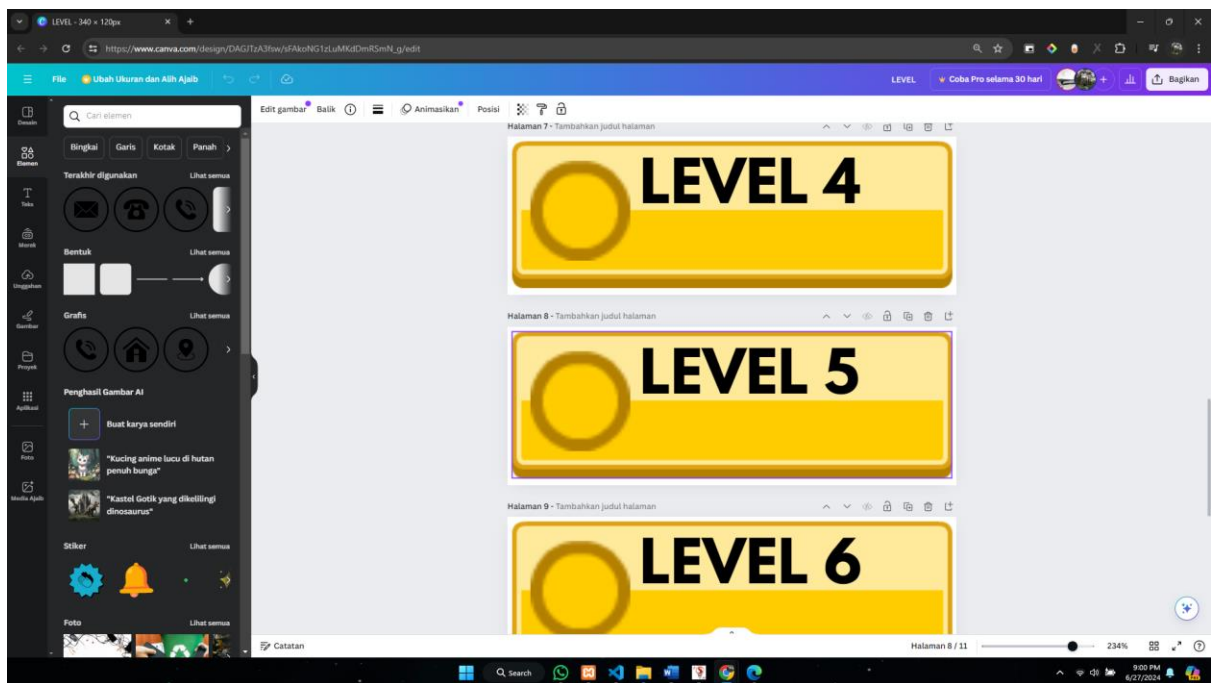 LEVEL - 340 × 120px
https://www.canva.com/design/DAGJTzA3fsw/sFAkoNG1zLuMKdDmRSmN_g/edit
File
Ubah Ukuran dan Alih Ajaib
LEVEL
Coba Pro selama 30 hari
Bagikan
Desain
Elemen
Teks
Merek
Unggahan
Gambar
Proyek
Aplikasi
Foto
Media Ajaib
Cari elemen
Bingkai
Garis
Kotak
Panah
Terakhir digunakan
Lihat semua
Bentuk
Lihat semua
Grafis
Lihat semua
Penghasil Gambar AI
Buat karya sendiri
"Kucing anime lucu di hutan
penuh bunga"
"Kastel Gotik yang dikelilingi
dinosaurus"
Stiker
Lihat semua
Foto
Lihat semua
Edit gambar
Balik
Animasikan
Posisi
Halaman 7 - Tambahkan judul halaman
LEVEL 4
Halaman 8 - Tambahkan judul halaman
LEVEL 5
Halaman 9 - Tambahkan judul halaman
LEVEL 6
Catatan
Halaman 8 / 11
234%
Search
9:00 PM
6/27/2024